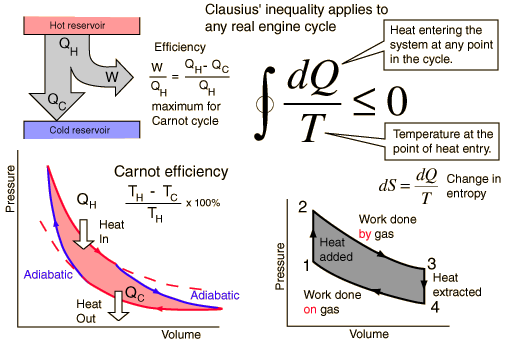 Clausius' inequality applies to
any real engine cycle
Hot reservoir
Q_H
W
Q_C
Cold reservoir
Efficiency
W/Q_H = (Q_H - Q_C)/Q_H
maximum for
Carnot cycle
∮ dQ/T ≤ 0
Heat entering the
system at any point
in the cycle.
Temperature at the
point of heat entry.
dS = dQ/T
Change in
entropy
Pressure
Carnot efficiency
(T_H - T_C)/T_H x 100%
Q_H
Heat
In
Adiabatic
Q_C
Heat
Out
Adiabatic
Volume
Pressure
2
Work done
by gas
Heat
added
1
3
Heat
extracted
4
Work done
on gas
Volume